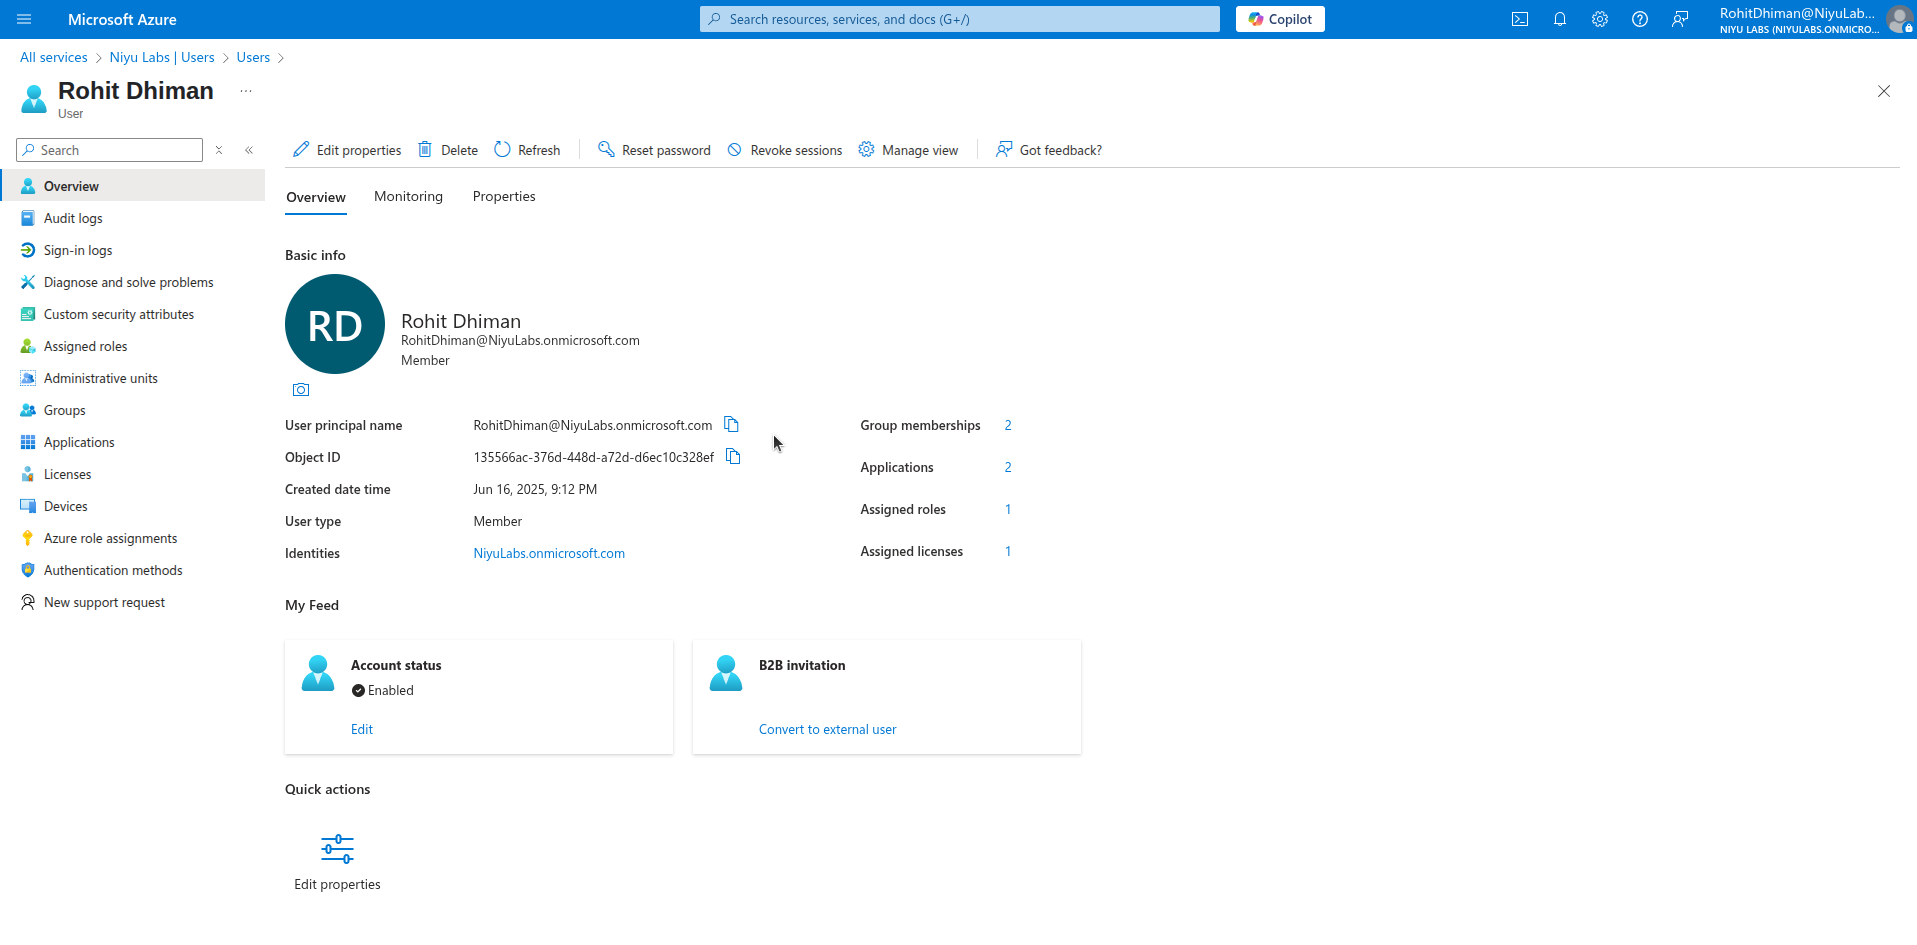 Microsoft Azure
Search resources, services, and docs (G+/)
Copilot
RohitDhiman@NiyuLab...
NIYU LABS (NIYULABS.ONMICRO...
All services > Niyu Labs | Users > Users >
Rohit Dhiman ...
User
Search
Overview
Audit logs
Sign-in logs
Diagnose and solve problems
Custom security attributes
Assigned roles
Administrative units
Groups
Applications
Licenses
Devices
Azure role assignments
Authentication methods
New support request
Edit properties Delete Refresh Reset password Revoke sessions Manage view Got feedback?
Overview Monitoring Properties
Basic info
RD
Rohit Dhiman
RohitDhiman@NiyuLabs.onmicrosoft.com
Member
User principal name RohitDhiman@NiyuLabs.onmicrosoft.com
Object ID 135566ac-376d-448d-a72d-d6ec10c328ef
Created date time Jun 16, 2025, 9:12 PM
User type Member
Identities NiyuLabs.onmicrosoft.com
Group memberships 2
Applications 2
Assigned roles 1
Assigned licenses 1
My Feed
Account status
Enabled
Edit
B2B invitation
Convert to external user
Quick actions
Edit properties